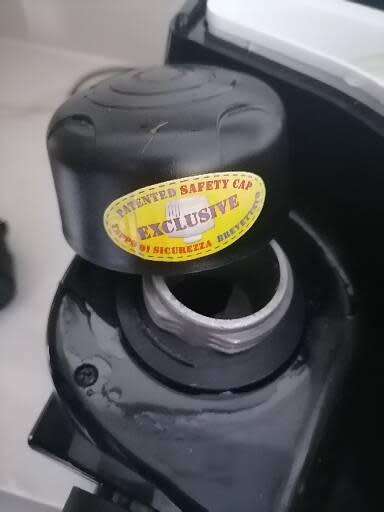 PATENTED SAFETY CAP
EXCLUSIVE
TAPPO DI SICUREZZA BREVETTATO